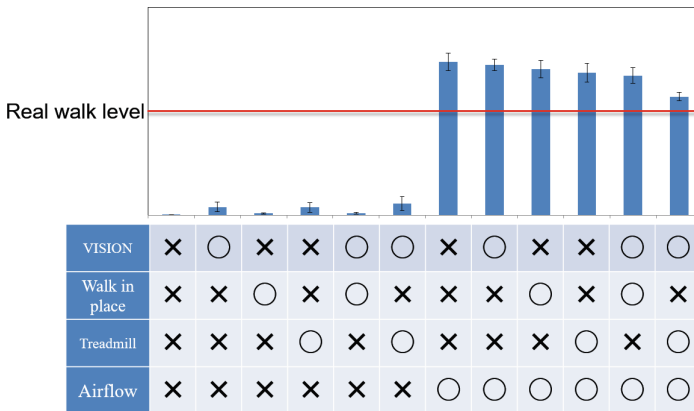 Real walk level
VISION
Walk in
place
Treadmill
Airflow